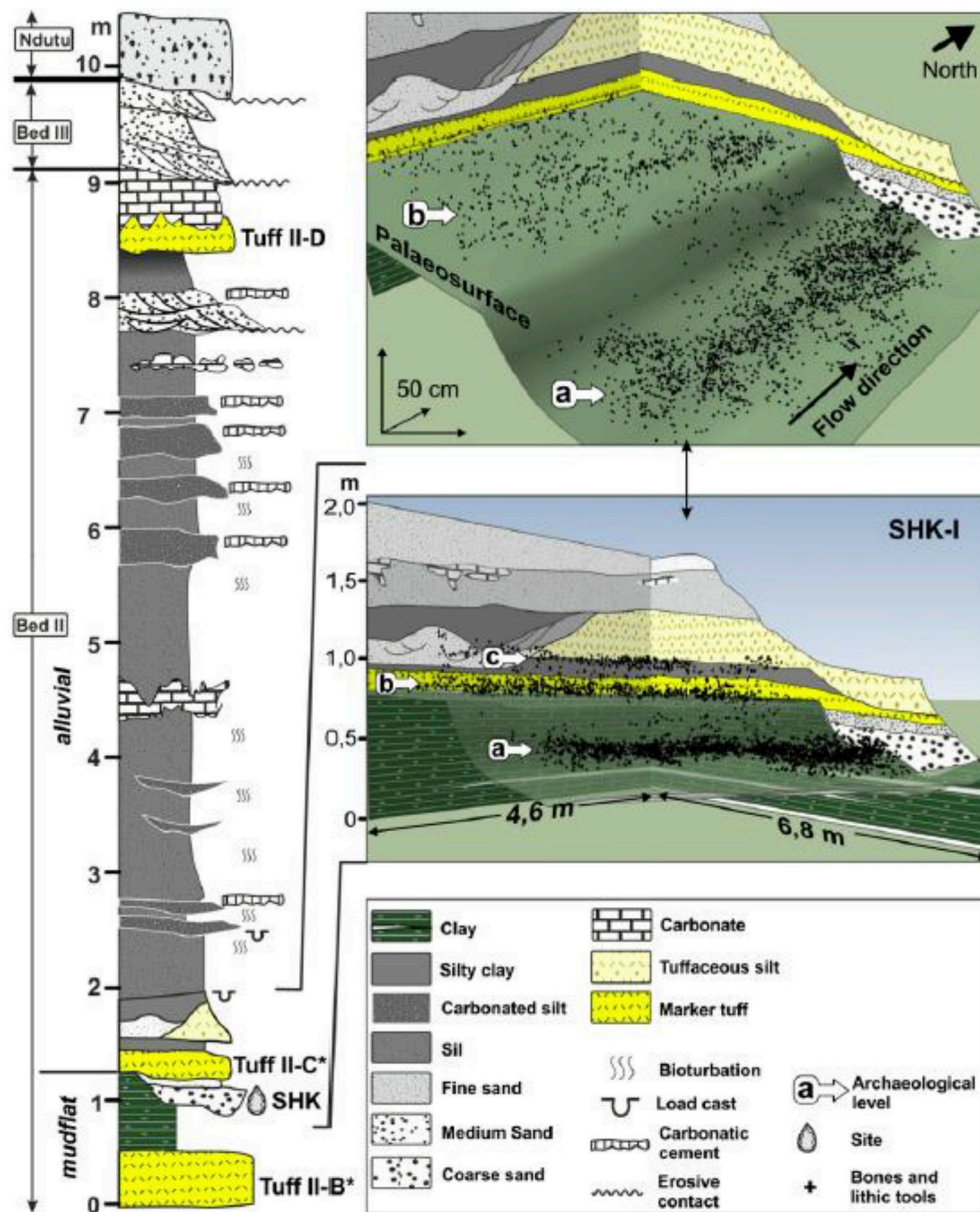 m
Ndutu
10
Bed III
9
Tuff II-D
8
7
6
Bed II
5
alluvial
4
3
2
Tuff II-C*
SHK
1
mudflat
Tuff II-B*
0
North
b
Palaeosurface
50 cm
a
Flow direction
m
SHK-I
2,0
1,5
1,0
c
b
0,5
a
0
4,6 m
6,8 m
Clay
Silty clay
Carbonated silt
Sil
Fine sand
Medium Sand
Coarse sand
Carbonate
Tuffaceous silt
Marker tuff
Bioturbation
Load cast
Carbonatic
cement
Erosive
contact
a
Archaeological
level
Site
Bones and
lithic tools